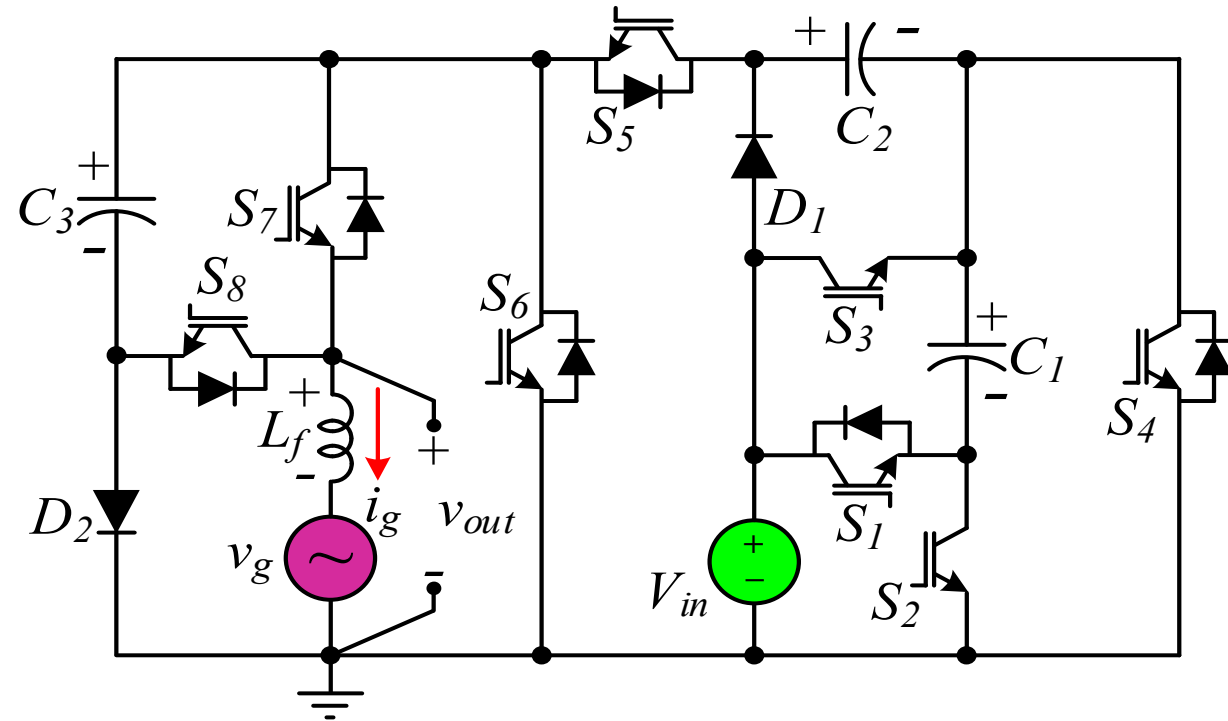 S5
+ -
C2
+
C3
-
S7
D1
S8
S6
S3
+
C1
-
S4
+
Lf
-
+
D2
ig
vout
S1
vg
~
-
Vin
+
-
S2